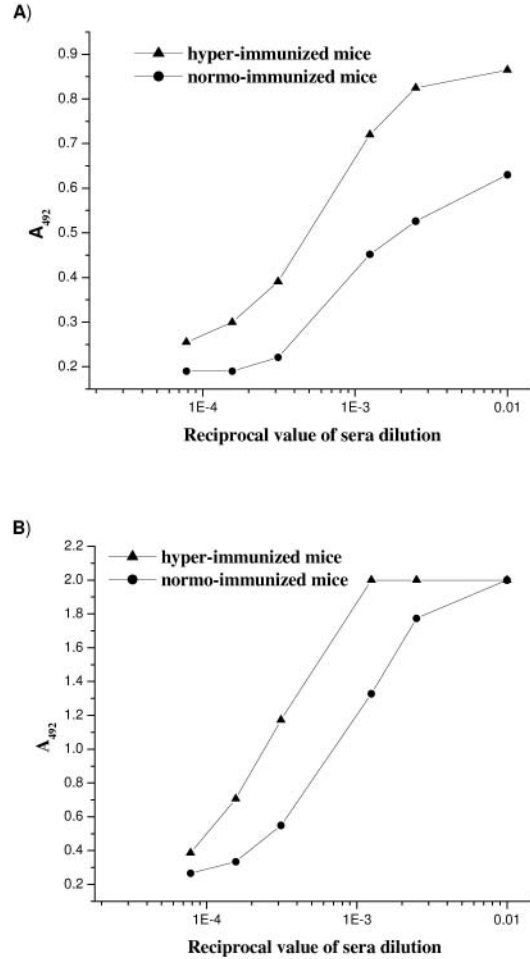 A)
hyper-immunized mice
normo-immunized mice
0.9
0.8
0.7
0.6
0.5
0.4
0.3
0.2
A492
1E-4 1E-3 0.01
Reciprocal value of sera dilution
B)
hyper-immunized mice
normo-immunized mice
2.2
2.0
1.8
1.6
1.4
1.2
1.0
0.8
0.6
0.4
0.2
A492
1E-4 1E-3 0.01
Reciprocal value of sera dilution